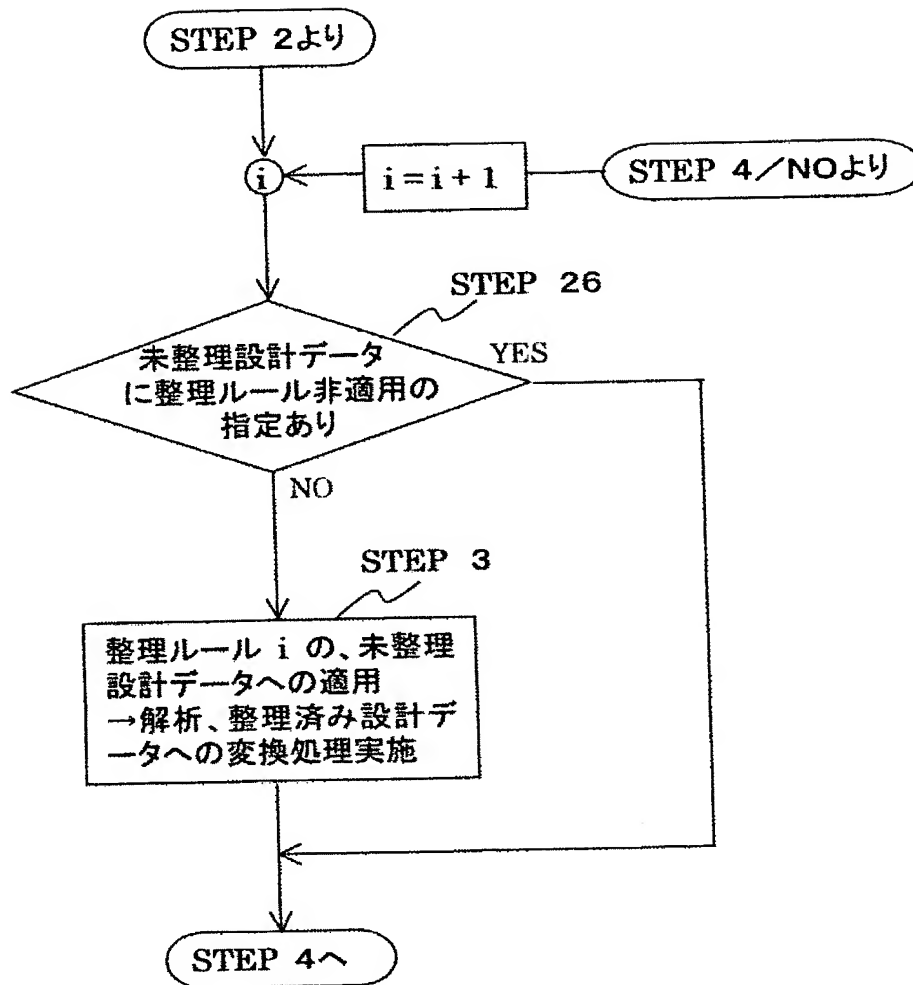 STEP 2より
i
i=i+1
STEP 4/NOより
STEP 26
未整理設計データ
に整理ルール非適用の
指定あり
YES
NO
STEP 3
整理ルール i の、未整理
設計データへの適用
→解析、整理済み設計デ
ータへの変換処理実施
STEP 4へ